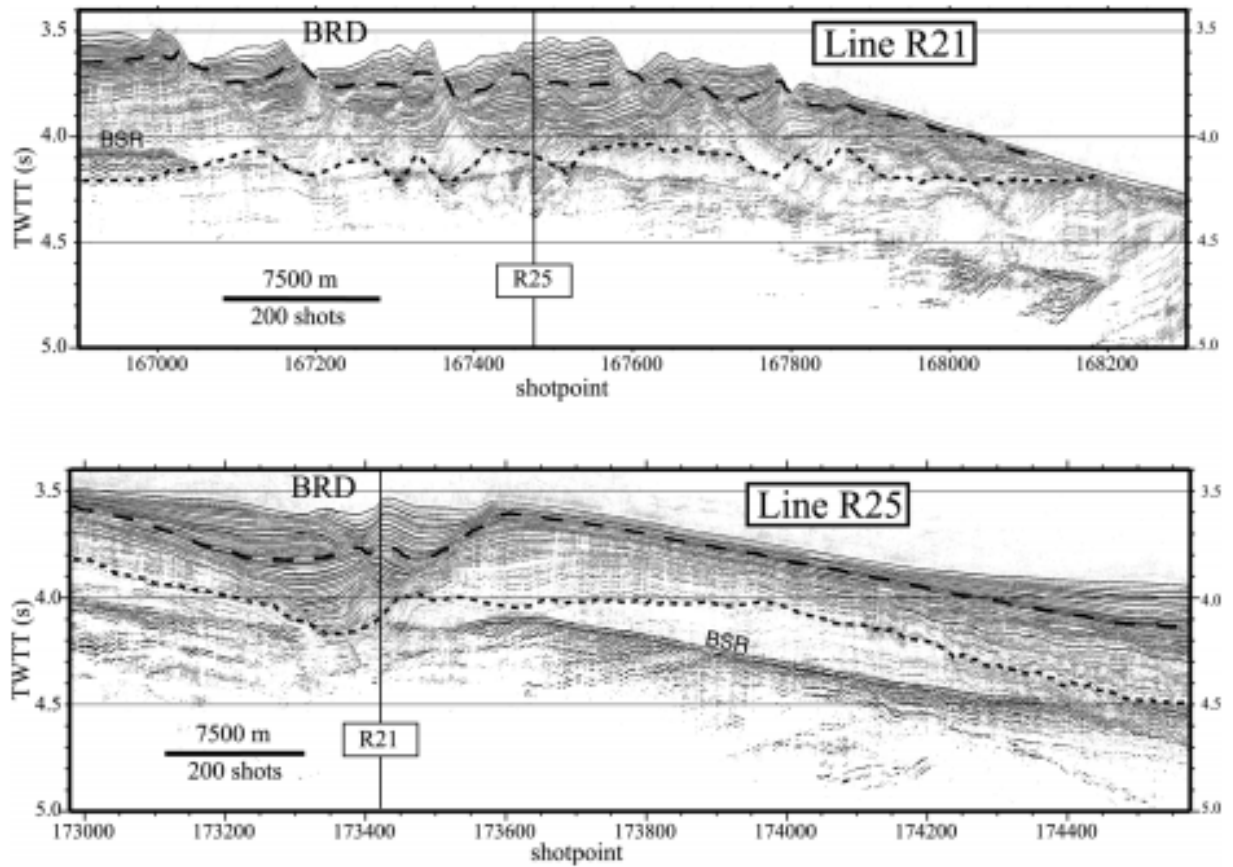 BRD
Line R21
3.5
3.5
BSR
4.0
4.0
TWTT (s)
4.5
4.5
7500 m
200 shots
R25
5.0
5.0
167000 167200 167400 167600 167800 168000 168200
shotpoint
BRD
Line R25
3.5
3.5
4.0
4.0
TWTT (s)
BSR
4.5
4.5
7500 m
200 shots
R21
5.0
5.0
173000 173200 173400 173600 173800 174000 174200 174400
shotpoint